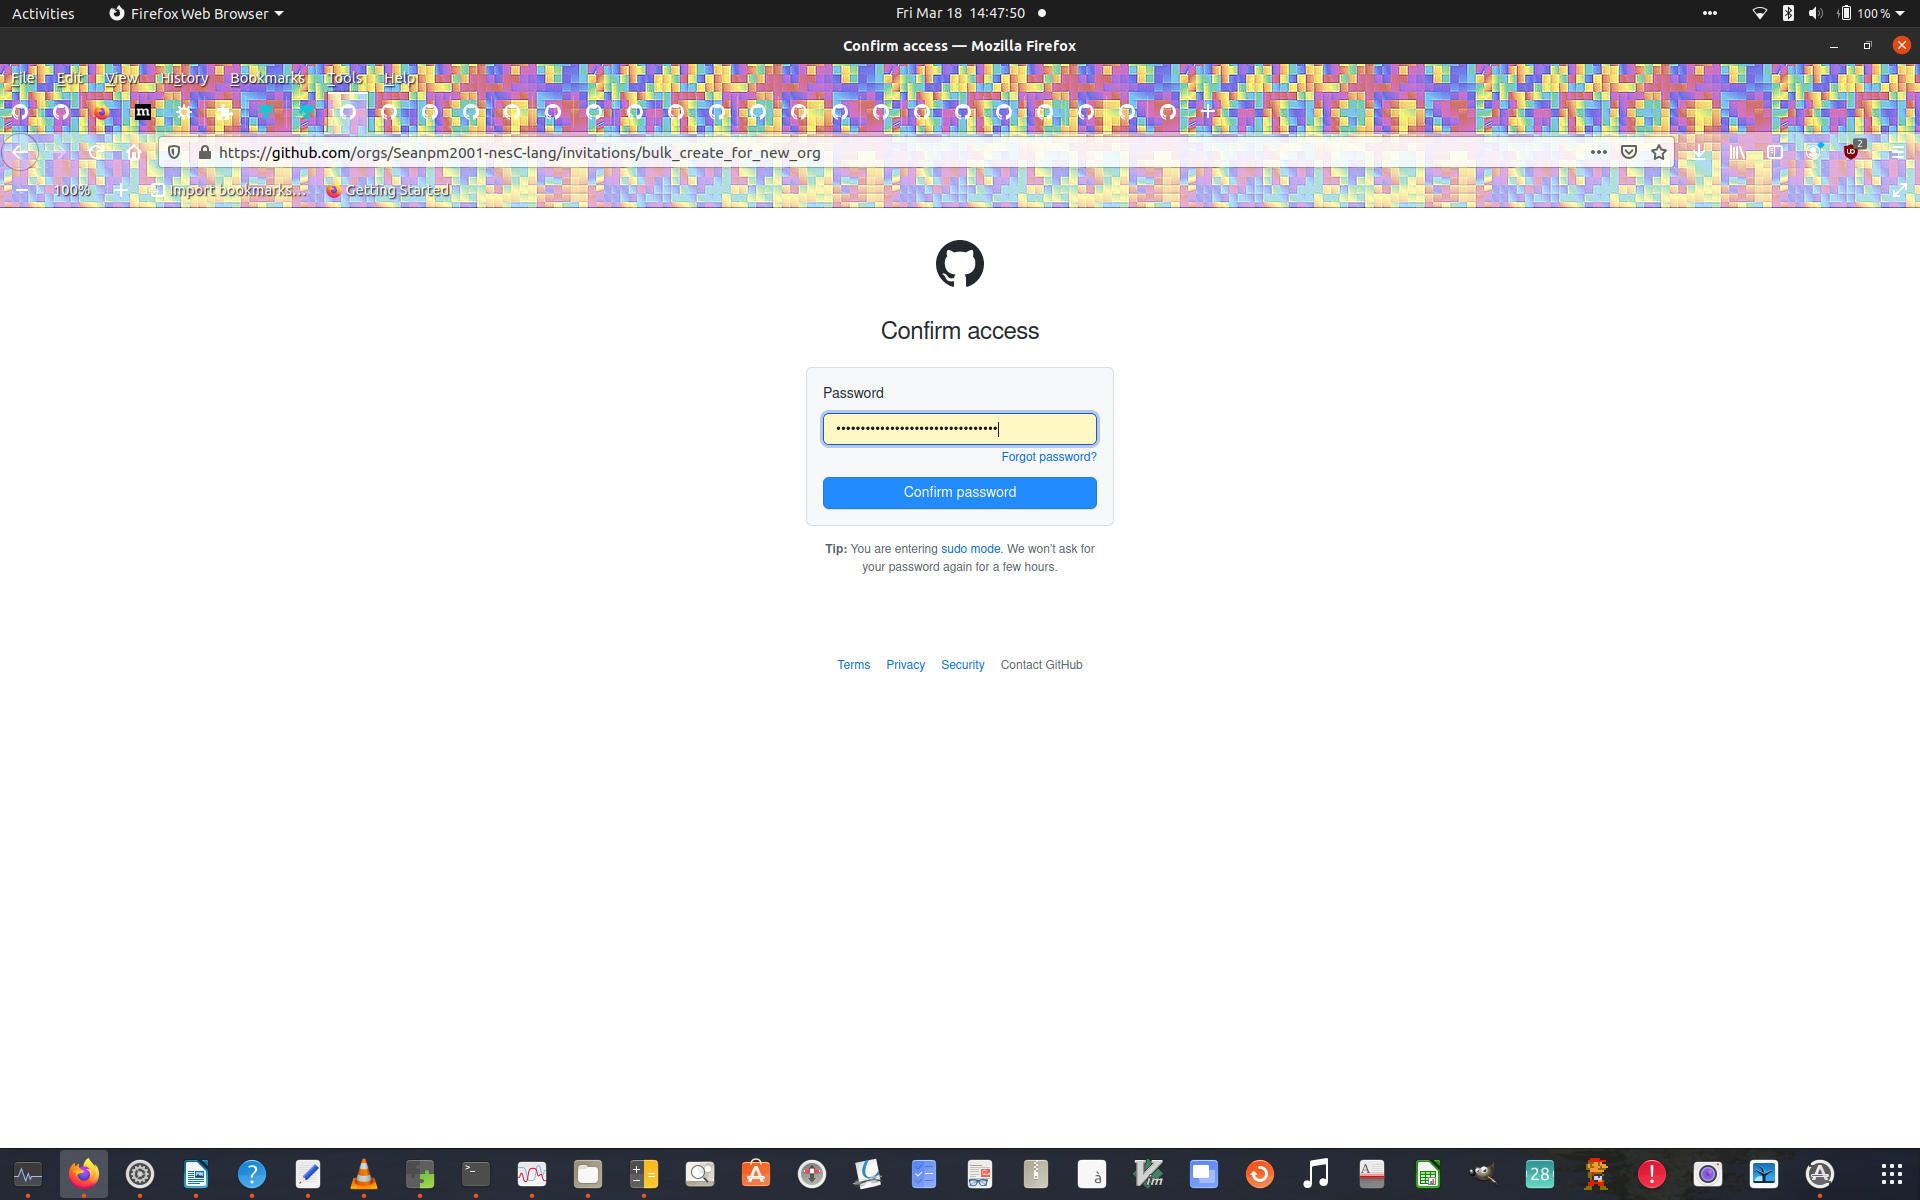 Activities Firefox Web Browser Fri Mar 18 14:47:50 100 %
Confirm access — Mozilla Firefox
File Edit View History Bookmarks Tools Help
m
https://github.com/orgs/Seanpm2001-nesC-lang/invitations/bulk_create_for_new_org 2
100% Import bookmarks... Getting Started
Confirm access
Password
Forgot password?
Confirm password
Tip: You are entering sudo mode. We won't ask for
your password again for a few hours.
Terms Privacy Security Contact GitHub
28